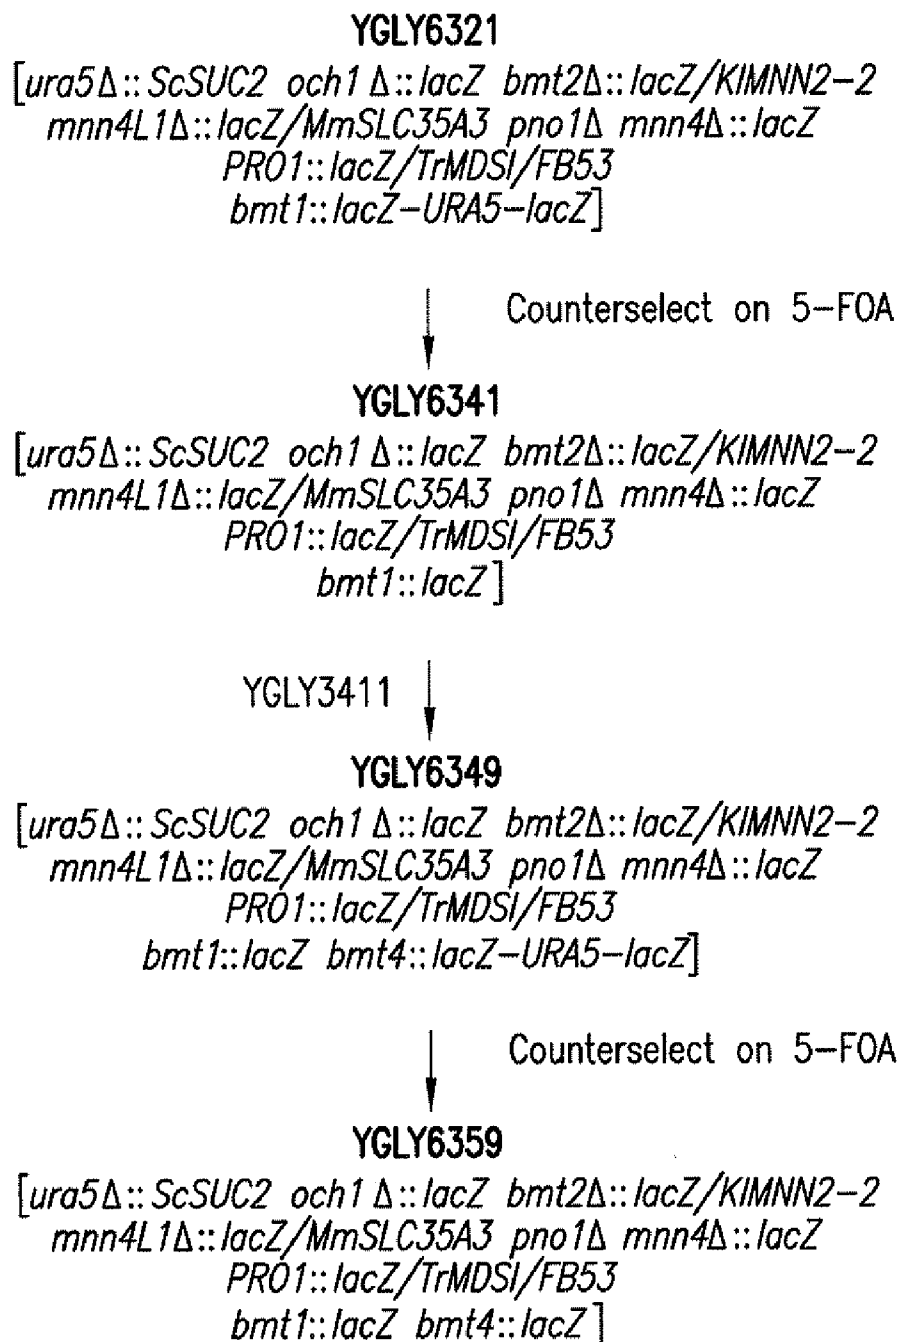 YGLY6321
[ura5Δ::ScSUC2 och1Δ::lacZ bmt2Δ::lacZ/KlMNN2-2
mnn4L1Δ::lacZ/MmSLC35A3 pno1Δ mnn4Δ::lacZ
PRO1::lacZ/TrMDSI/FB53
bmt1::lacZ-URA5-lacZ]
Counterselect on 5-FOA
YGLY6341
[ura5Δ::ScSUC2 och1Δ::lacZ bmt2Δ::lacZ/KlMNN2-2
mnn4L1Δ::lacZ/MmSLC35A3 pno1Δ mnn4Δ::lacZ
PRO1::lacZ/TrMDSI/FB53
bmt1::lacZ]
YGLY3411
YGLY6349
[ura5Δ::ScSUC2 och1Δ::lacZ bmt2Δ::lacZ/KlMNN2-2
mnn4L1Δ::lacZ/MmSLC35A3 pno1Δ mnn4Δ::lacZ
PRO1::lacZ/TrMDSI/FB53
bmt1::lacZ bmt4::lacZ-URA5-lacZ]
Counterselect on 5-FOA
YGLY6359
[ura5Δ::ScSUC2 och1Δ::lacZ bmt2Δ::lacZ/KlMNN2-2
mnn4L1Δ::lacZ/MmSLC35A3 pno1Δ mnn4Δ::lacZ
PRO1::lacZ/TrMDSI/FB53
bmt1::lacZ bmt4::lacZ]